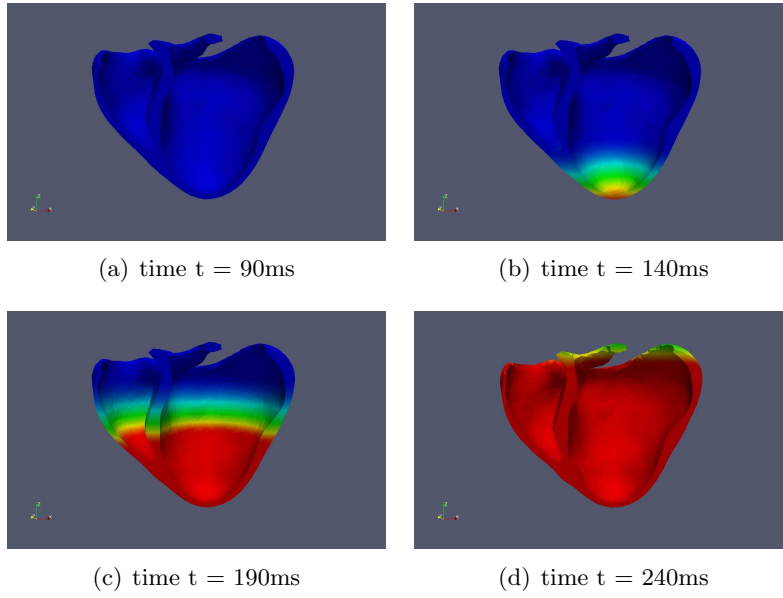 (a) time t = 90ms
(b) time t = 140ms
(c) time t = 190ms
(d) time t = 240ms